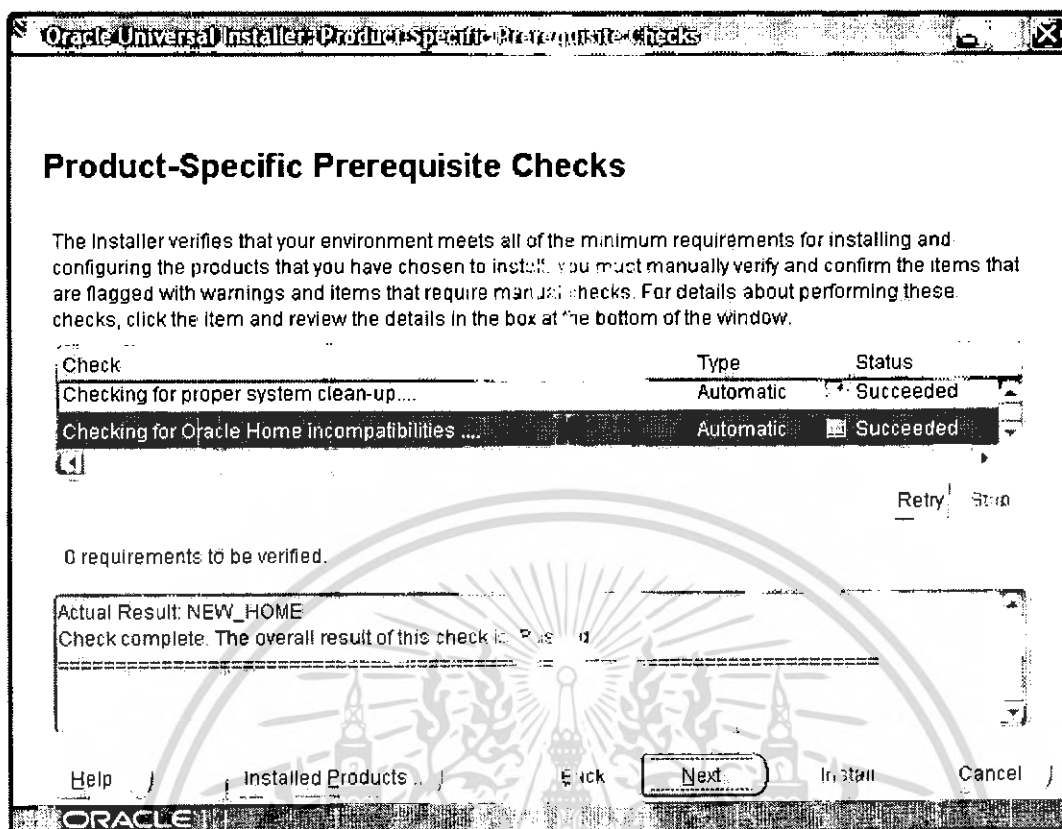 Oracle Universal Installer: Product-Specific Prerequisite Checks
Product-Specific Prerequisite Checks
The Installer verifies that your environment meets all of the minimum requirements for installing and
configuring the products that you have chosen to install. you must manually verify and confirm the items that
are flagged with warnings and items that require manual checks. For details about performing these
checks, click the item and review the details in the box at the bottom of the window.
Check Type Status
Checking for proper system clean-up.... Automatic Succeeded
Checking for Oracle Home incompatibilities .... Automatic Succeeded
Retry Stop
0 requirements to be verified.
Actual Result: NEW_HOME
Check complete. The overall result of this check is: Passed
========================================================
Help Installed Products... Back Next Install Cancel
ORACLE